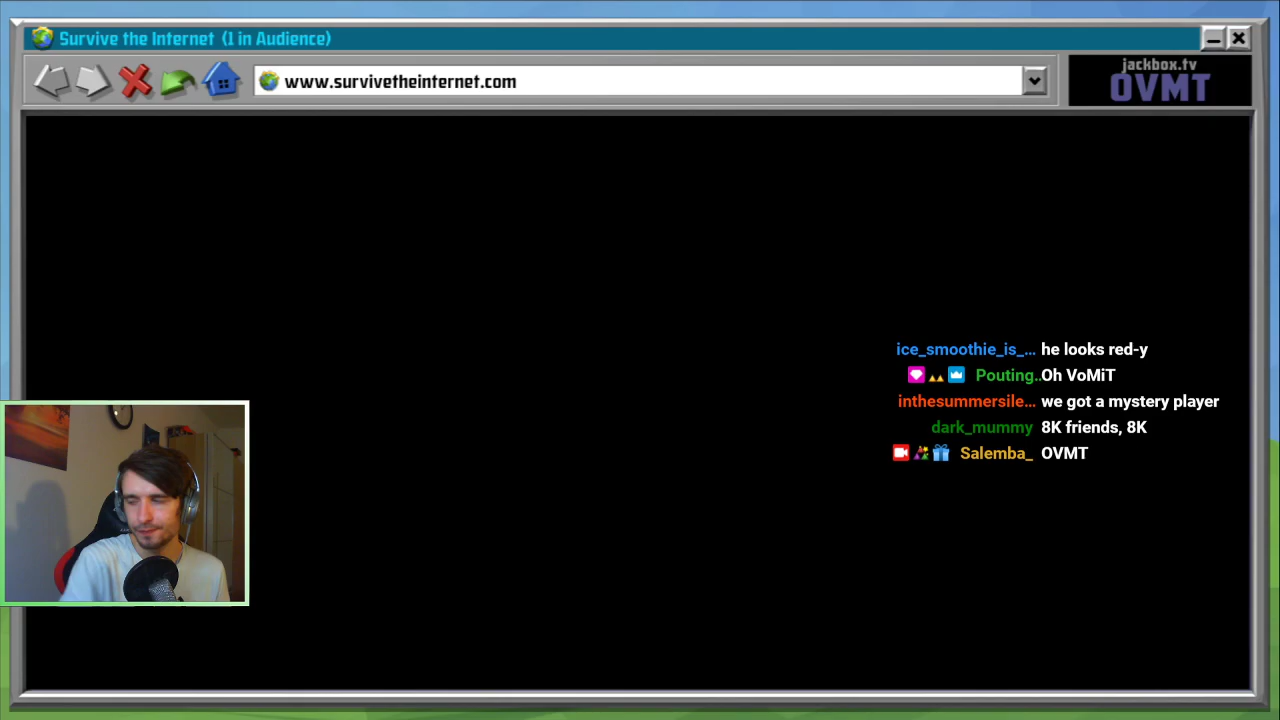 Survive the Internet (1 in Audience)
www.survivetheinternet.com
jackbox.tv
OVMT
ice_smoothie_is_... he looks red-y
Pouting.. Oh VoMiT
inthesummersile... we got a mystery player
dark_mummy 8K friends, 8K
Salemba_ OVMT